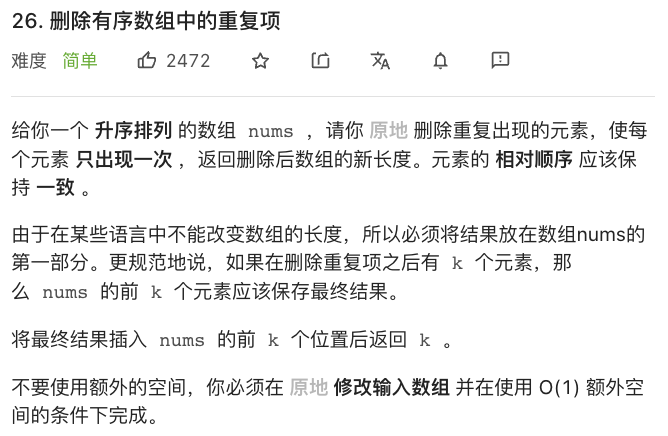 26. 删除有序数组中的重复项
难度 简单 2472
给你一个 升序排列 的数组 nums ，请你 原地 删除重复出现的元素，使每
个元素 只出现一次 ，返回删除后数组的新长度。元素的 相对顺序 应该保
持 一致 。
由于在某些语言中不能改变数组的长度，所以必须将结果放在数组nums的
第一部分。更规范地说，如果在删除重复项之后有 k 个元素，那
么 nums 的前 k 个元素应该保存最终结果。
将最终结果插入 nums 的前 k 个位置后返回 k 。
不要使用额外的空间，你必须在 原地 修改输入数组 并在使用 O(1) 额外空
间的条件下完成。